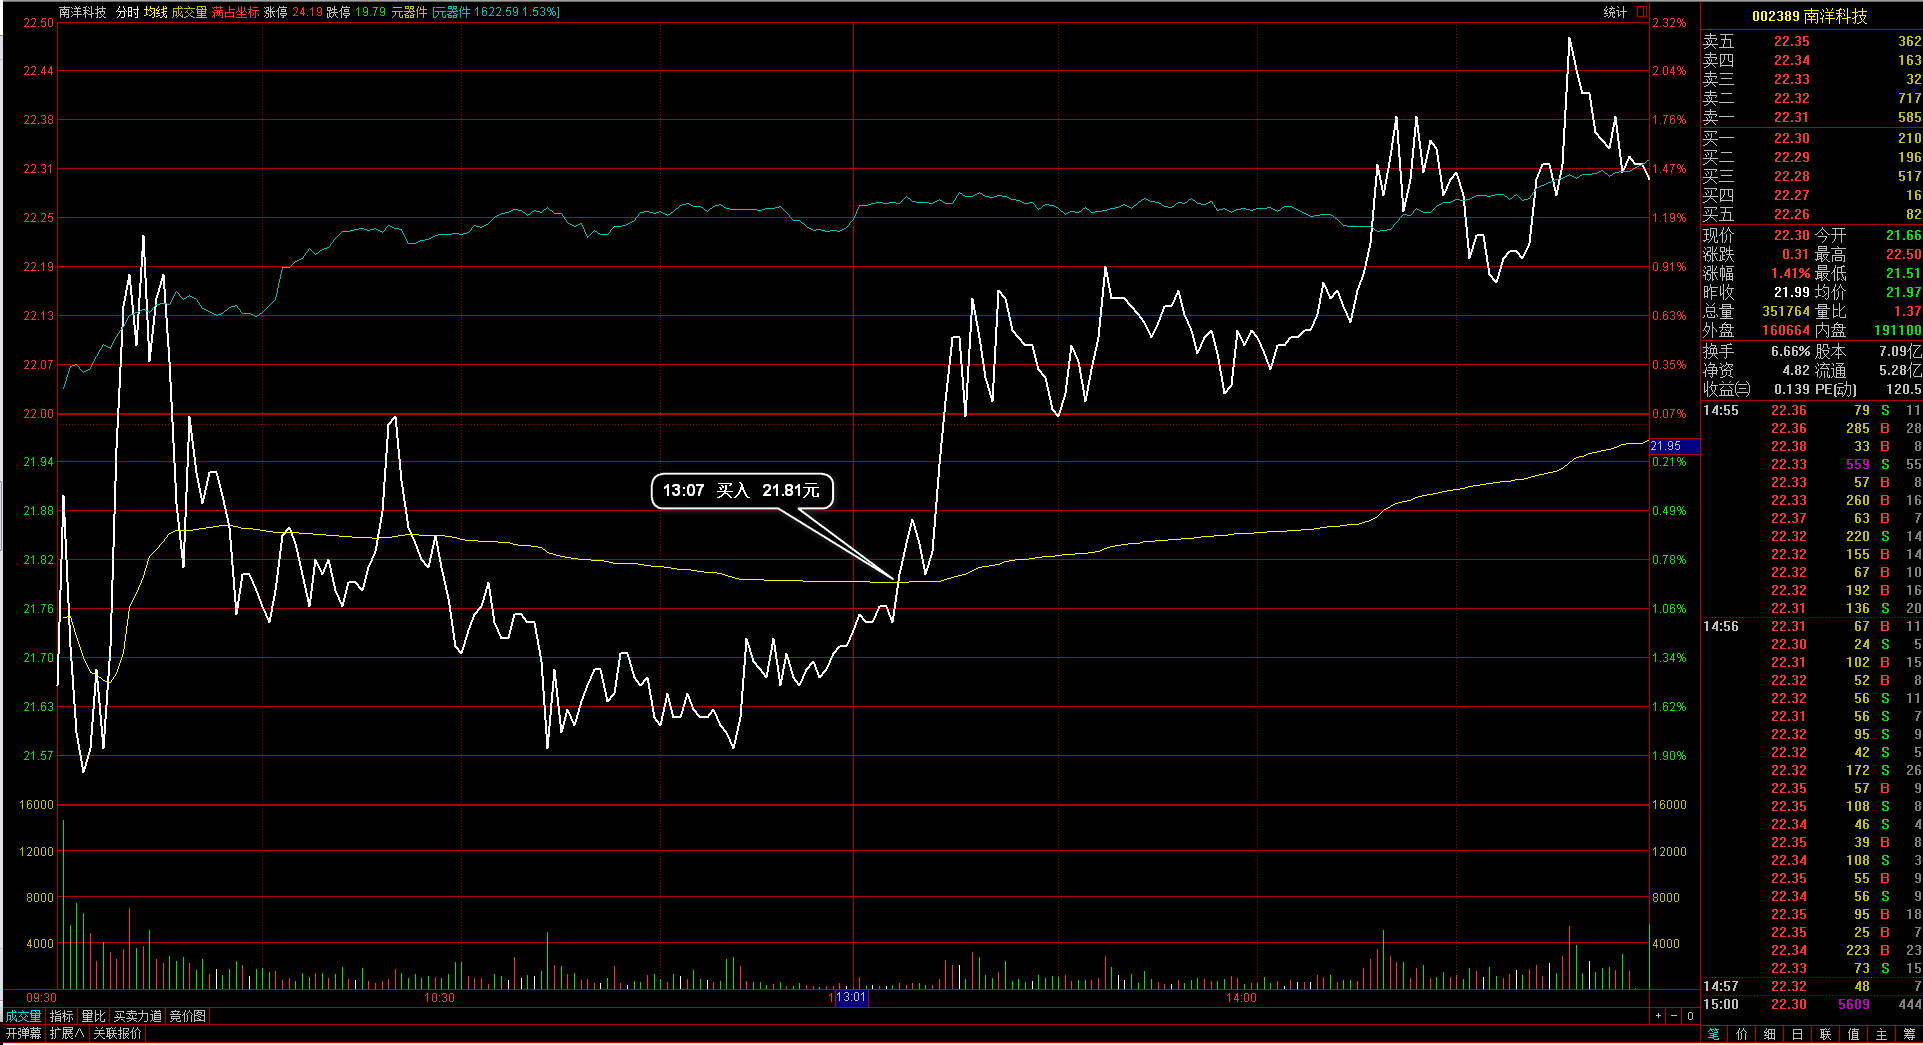 南洋科技 分时 均线 成交量 满占坐标 涨停 24.19 跌停 19.79 元器件 [元器件 1622.59 1.53%]
统计
22.50
22.44
22.38
22.31
22.25
22.19
22.13
22.07
22.00
21.94
21.88
21.82
21.76
21.70
21.63
21.57
16000
12000
8000
4000
13:07 买入 21.81元
2.32%
2.04%
1.76%
1.47%
1.19%
0.91%
0.63%
0.35%
0.07%
21.95
0.21%
0.49%
0.78%
1.06%
1.34%
1.62%
1.90%
16000
12000
8000
4000
09:30 10:30 13:01 14:00
成交量 指标 量比 买卖力道 竞价图
+ - 0
开弹幕 扩展∧ 关联报价
002389 南洋科技
卖五 22.35 362
卖四 22.34 163
卖三 22.33 32
卖二 22.32 717
卖一 22.31 585
买一 22.30 210
买二 22.29 196
买三 22.28 517
买四 22.27 16
买五 22.26 82
现价 22.30 今开 21.66
涨跌 0.31 最高 22.50
涨幅 1.41% 最低 21.51
昨收 21.99 均价 21.97
总量 351764 量比 1.37
外盘 160664 内盘 191100
换手 6.66% 股本 7.09亿
净资 4.82 流通 5.28亿
收益㈢ 0.139 PE(动) 120.5
14:55 22.36 79 S 11
22.36 285 B 28
22.38 33 B 8
22.33 559 S 55
22.33 57 B 8
22.33 260 B 16
22.37 63 B 7
22.32 220 S 14
22.32 155 B 14
22.32 67 B 10
22.32 192 B 16
22.31 136 S 20
14:56 22.31 67 B 11
22.30 24 S 5
22.31 102 B 15
22.32 52 B 8
22.32 56 S 11
22.31 56 S 7
22.32 95 S 9
22.32 42 S 5
22.32 172 S 26
22.35 57 B 9
22.35 108 S 8
22.34 46 S 4
22.35 39 B 8
22.34 108 S 3
22.35 55 B 9
22.34 56 S 9
22.35 95 B 18
22.35 25 B 7
22.34 223 B 23
22.33 73 S 15
14:57 22.32 48 7
15:00 22.30 5609 444
笔 价 细 日 联 值 主 筹